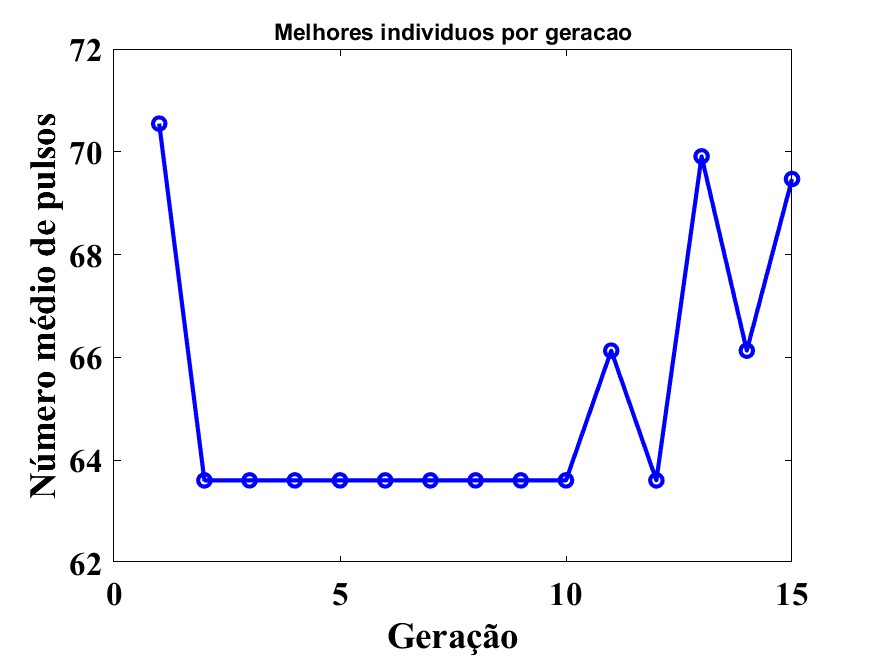 Melhores individuos por geracao
Número médio de pulsos
72
70
68
66
64
62
0 5 10 15
Geração